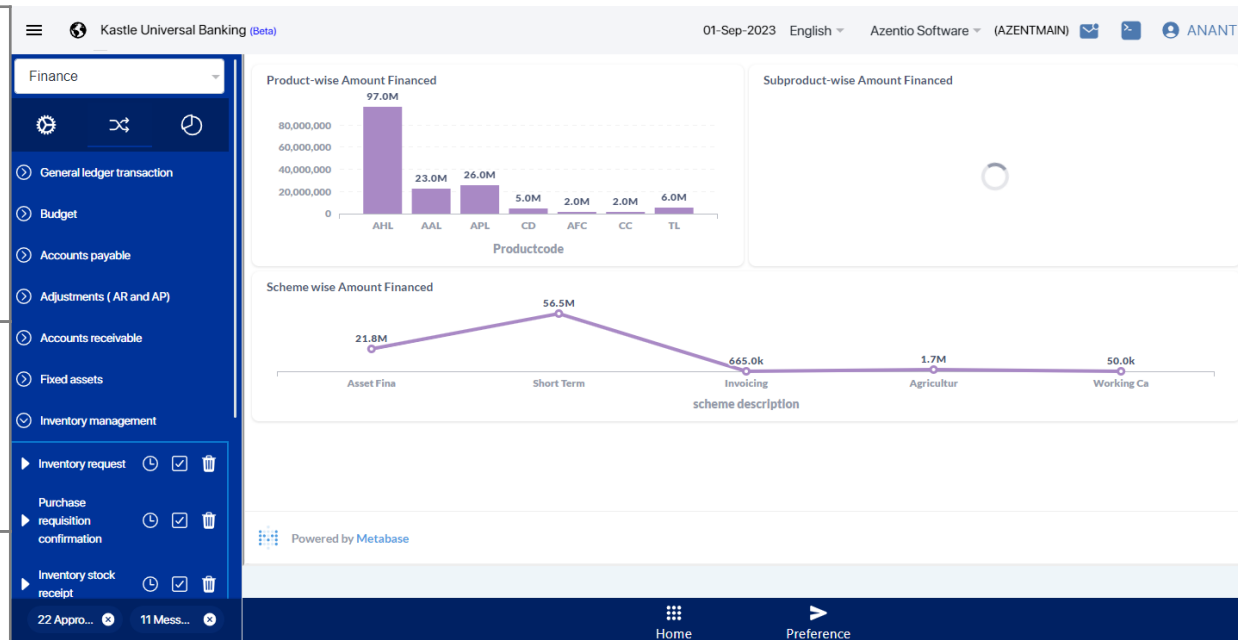 Kastle Universal Banking (Beta)
01-Sep-2023 English Azentio Software (AZENTMAIN) ANANT
Finance
General ledger transaction
Budget
Accounts payable
Adjustments ( AR and AP)
Accounts receivable
Fixed assets
Inventory management
Inventory request
Purchase
requisition
confirmation
Inventory stock
receipt
22 Appro...
11 Mess...
Product-wise Amount Financed
97.0M
80,000,000
60,000,000
40,000,000
20,000,000
0
23.0M
26.0M
5.0M
2.0M
2.0M
6.0M
AHL AAL APL CD AFC CC TL
Productcode
Subproduct-wise Amount Financed
Scheme wise Amount Financed
56.5M
21.8M
665.0k
1.7M
50.0k
Asset Fina Short Term Invoicing Agricultur Working Ca
scheme description
Powered by Metabase
Home
Preference